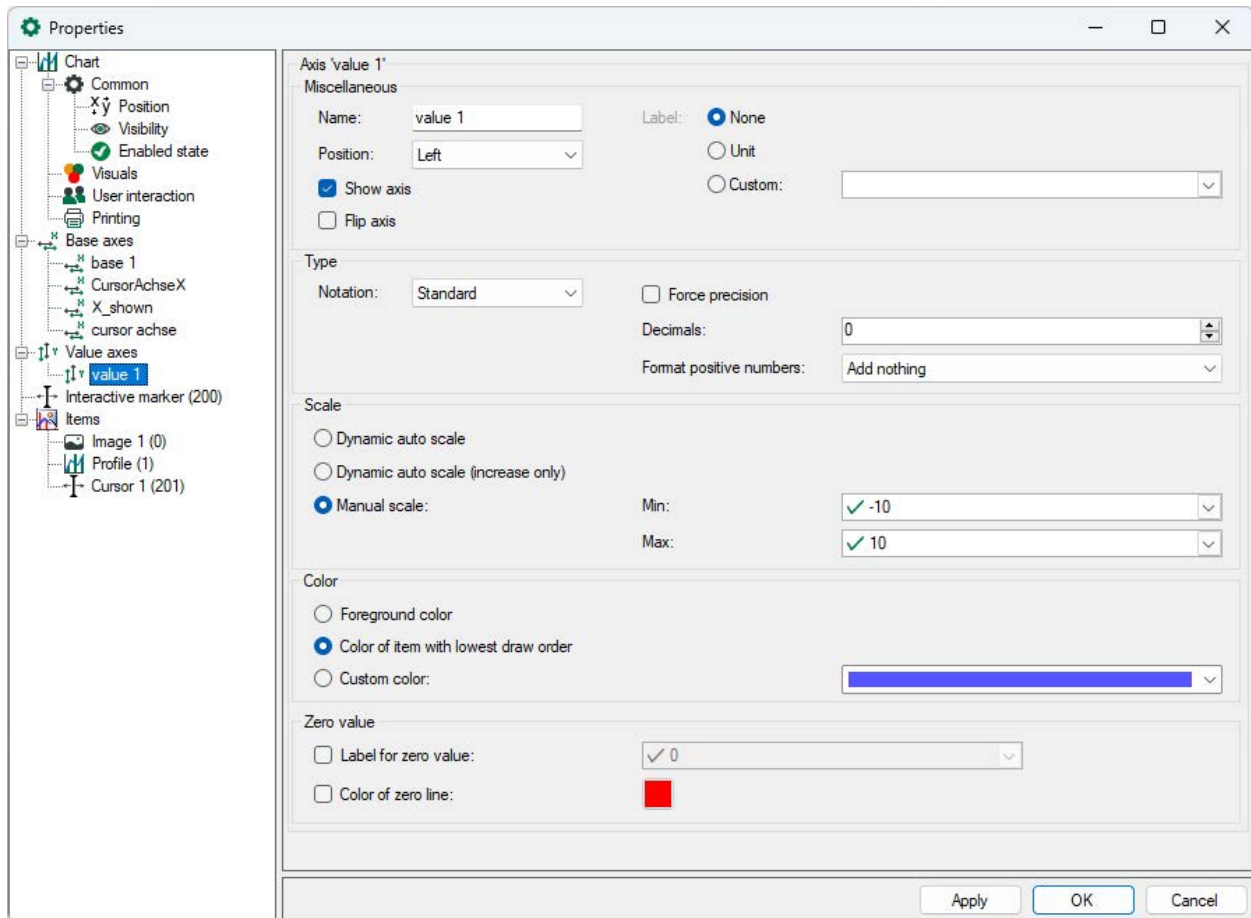 Properties
Chart
Common
Position
Visibility
Enabled state
Visuals
User interaction
Printing
Base axes
base 1
CursorAchseX
X_shown
cursor achse
Value axes
value 1
Interactive marker (200)
Items
Image 1 (0)
Profile (1)
Cursor 1 (201)
Axis 'value 1'
Miscellaneous
Name: value 1 Label: None
Position: Left Unit
Show axis Custom:
Flip axis
Type
Notation: Standard Force precision
Decimals: 0
Format positive numbers: Add nothing
Scale
Dynamic auto scale
Dynamic auto scale (increase only)
Manual scale: Min: -10
Max: 10
Color
Foreground color
Color of item with lowest draw order
Custom color:
Zero value
Label for zero value: 0
Color of zero line:
Apply OK Cancel